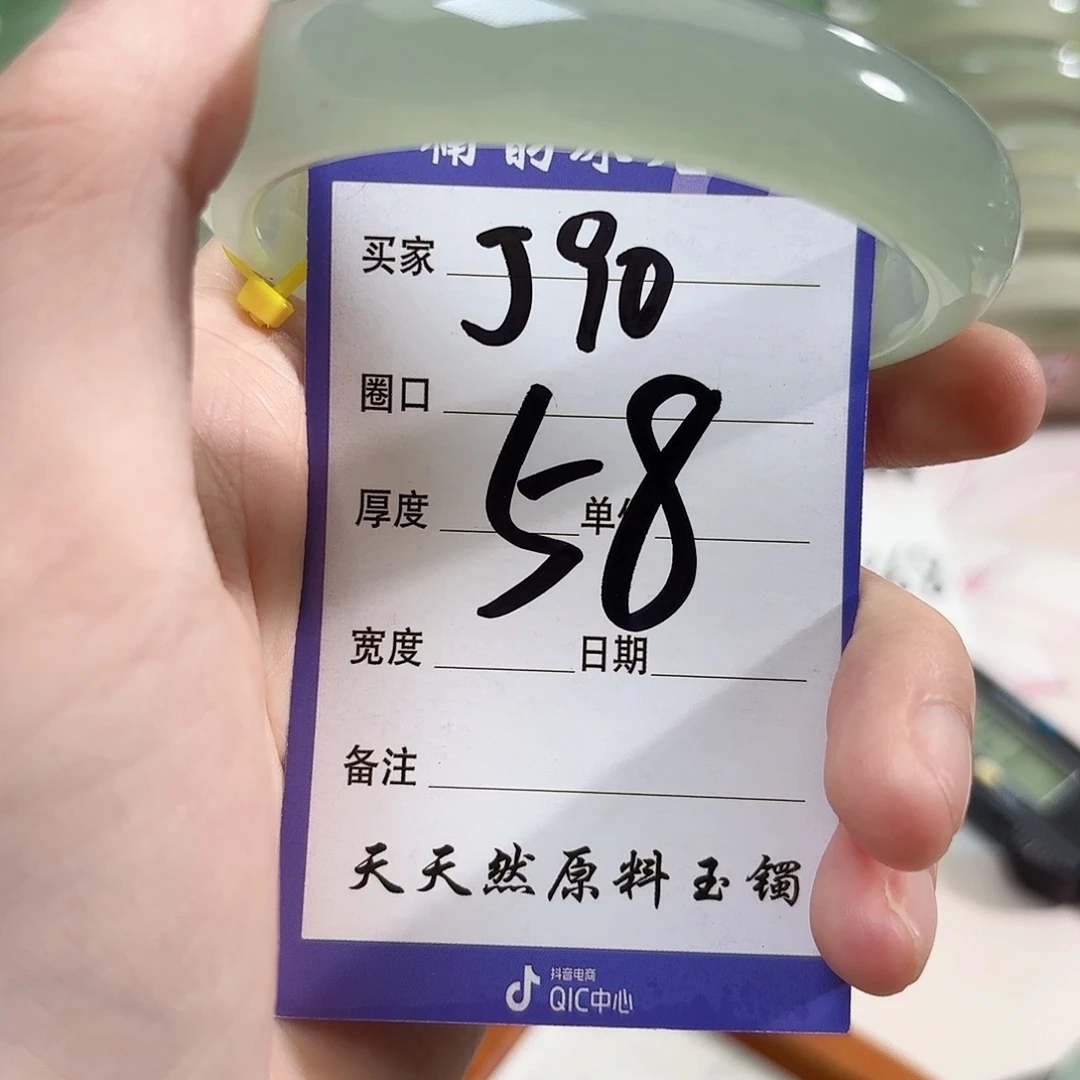 买家 J90
圈口 58
厚度 单
宽度 日期
备注
天天然原料玉镯
抖音电商
QIC中心